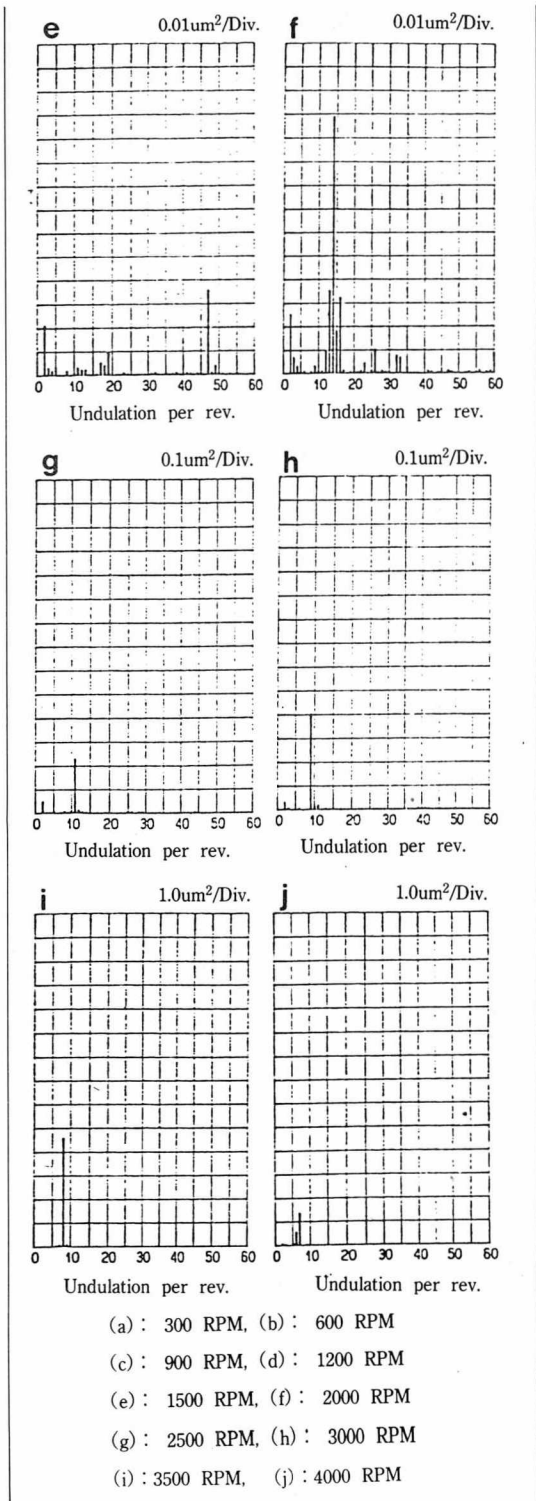 e 0.01um²/Div. f 0.01um²/Div.
0 10 20 30 40 50 60 0 10 20 30 40 50 60
Undulation per rev. Undulation per rev.
g 0.1um²/Div. h 0.1um²/Div.
0 10 20 30 40 50 60 0 10 20 30 40 50 60
Undulation per rev. Undulation per rev.
i 1.0um²/Div. j 1.0um²/Div.
0 10 20 30 40 50 60 0 10 20 30 40 50 60
Undulation per rev. Undulation per rev.
(a): 300 RPM, (b): 600 RPM
(c): 900 RPM, (d): 1200 RPM
(e): 1500 RPM, (f): 2000 RPM
(g): 2500 RPM, (h): 3000 RPM
(i): 3500 RPM, (j): 4000 RPM